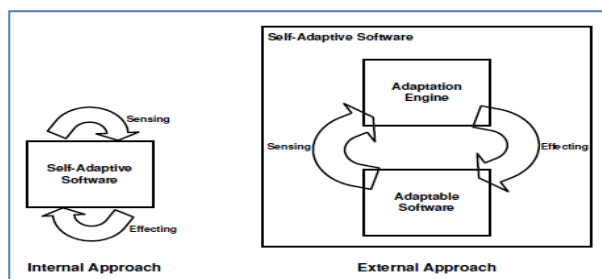 Sensing
Self-Adaptive
Software
Effecting
Internal Approach
Self-Adaptive Software
Adaptation
Engine
Sensing
Effecting
Adaptable
Software
External Approach